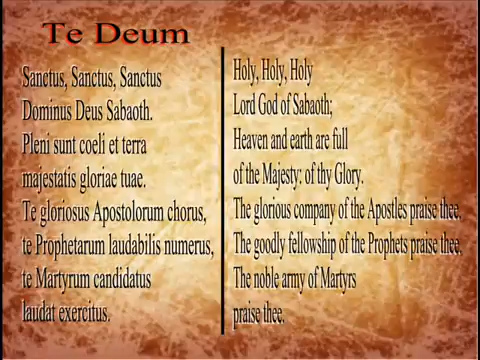 Te Deum
Sanctus, Sanctus, Sanctus
Dominus Deus Sabaoth.
Pleni sunt coeli et terra
majestatis gloriae tuae.
Te gloriosus Apostolorum chorus,
te Prophetarum laudabilis numerus,
te Martyrum candidatus
laudat exercitus.
Holy, Holy, Holy
Lord God of Sabaoth;
Heaven and earth are full
of the Majesty: of thy Glory.
The glorious company of the Apostles praise thee.
The goodly fellowship of the Prophets praise thee.
The noble army of Martyrs
praise thee.